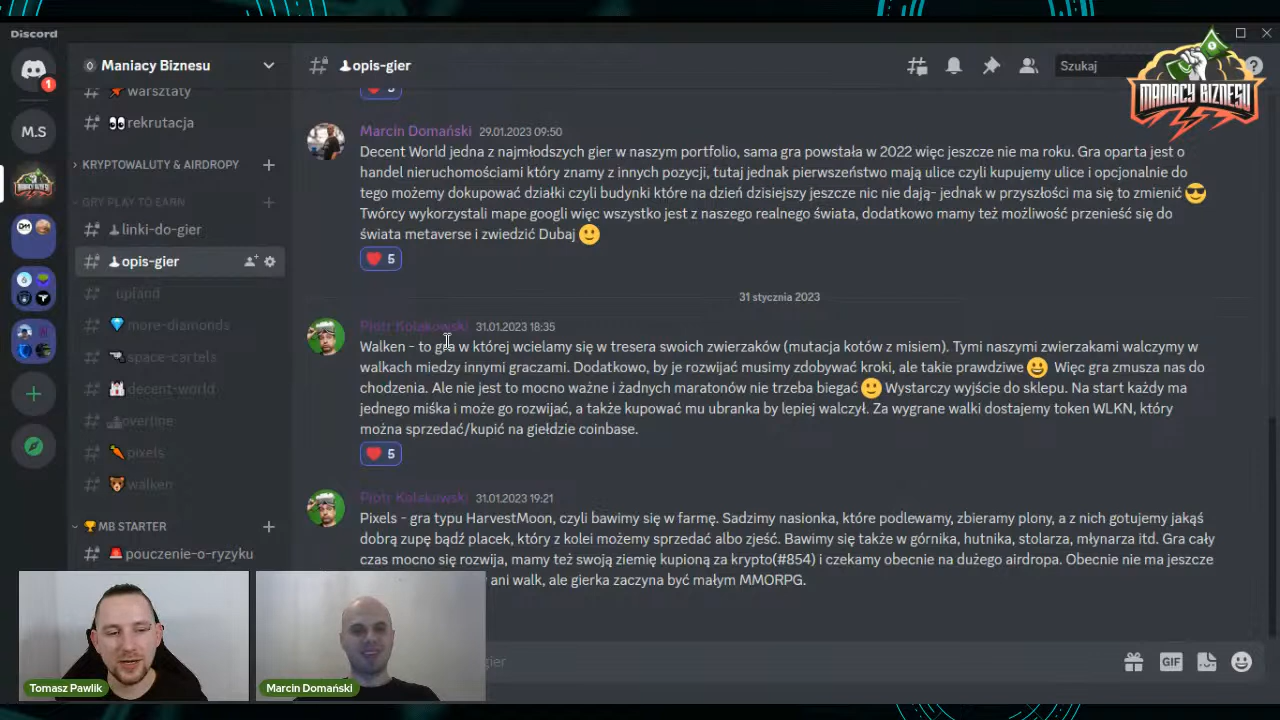 Discord
Maniacy Biznesu
opis-gier
Szukaj
MANIACY BIZNESU
1
M.S
warsztaty
rekrutacja
KRYPTOWALUTY & AIRDROPY
GRY PLAY TO EARN
linki-do-gier
opis-gier
upland
more-diamonds
space-cartels
decent-world
overtime
pixels
walken
MB STARTER
pouczenie-o-ryzyku
Marcin Domański 29.01.2023 09:50
Decent World jedna z najmłodszych gier w naszym portfolio, sama gra powstała w 2022 więc jeszcze nie ma roku. Gra oparta jest o
handel nieruchomościami który znamy z innych pozycji, tutaj jednak pierwszeństwo mają ulice czyli kupujemy ulice i opcjonalnie do
tego możemy dokupować działki czyli budynki które na dzień dzisiejszy jeszcze nic nie dają- jednak w przyszłości ma się to zmienić
Twórcy wykorzystali mape googli więc wszystko jest z naszego realnego świata, dodatkowo mamy też możliwość przenieść się do
świata metaverse i zwiedzić Dubaj
5
31 stycznia 2023
Piotr Kolakowski 31.01.2023 18:35
Walken - to gra w której wcielamy się w tresera swoich zwierzaków (mutacja kotów z misiem). Tymi naszymi zwierzakami walczymy w
walkach miedzy innymi graczami. Dodatkowo, by je rozwijać musimy zdobywać kroki, ale takie prawdziwe Więc gra zmusza nas do
chodzenia. Ale nie jest to mocno ważne i żadnych maratonów nie trzeba biegać Wystarczy wyjście do sklepu. Na start każdy ma
jednego miśka i może go rozwijać, a także kupować mu ubranka by lepiej walczył. Za wygrane walki dostajemy token WLKN, który
można sprzedać/kupić na giełdzie coinbase.
5
Piotr Kolakowski 31.01.2023 19:21
Pixels - gra typu HarvestMoon, czyli bawimy się w farmę. Sadzimy nasionka, które podlewamy, zbieramy plony, a z nich gotujemy jakąś
dobrą zupę bądź placek, który z kolei możemy sprzedać albo zjeść. Bawimy się także w górnika, hutnika, stolarza, młynarza itd. Gra cały
czas mocno się rozwija, mamy też swoją ziemię kupioną za krypto(#854) i czekamy obecnie na dużego airdropa. Obecnie nie ma jeszcze
ani walk, ale gierka zaczyna być małym MMORPG.
gier
GIF
Tomasz Pawlik
Marcin Domański